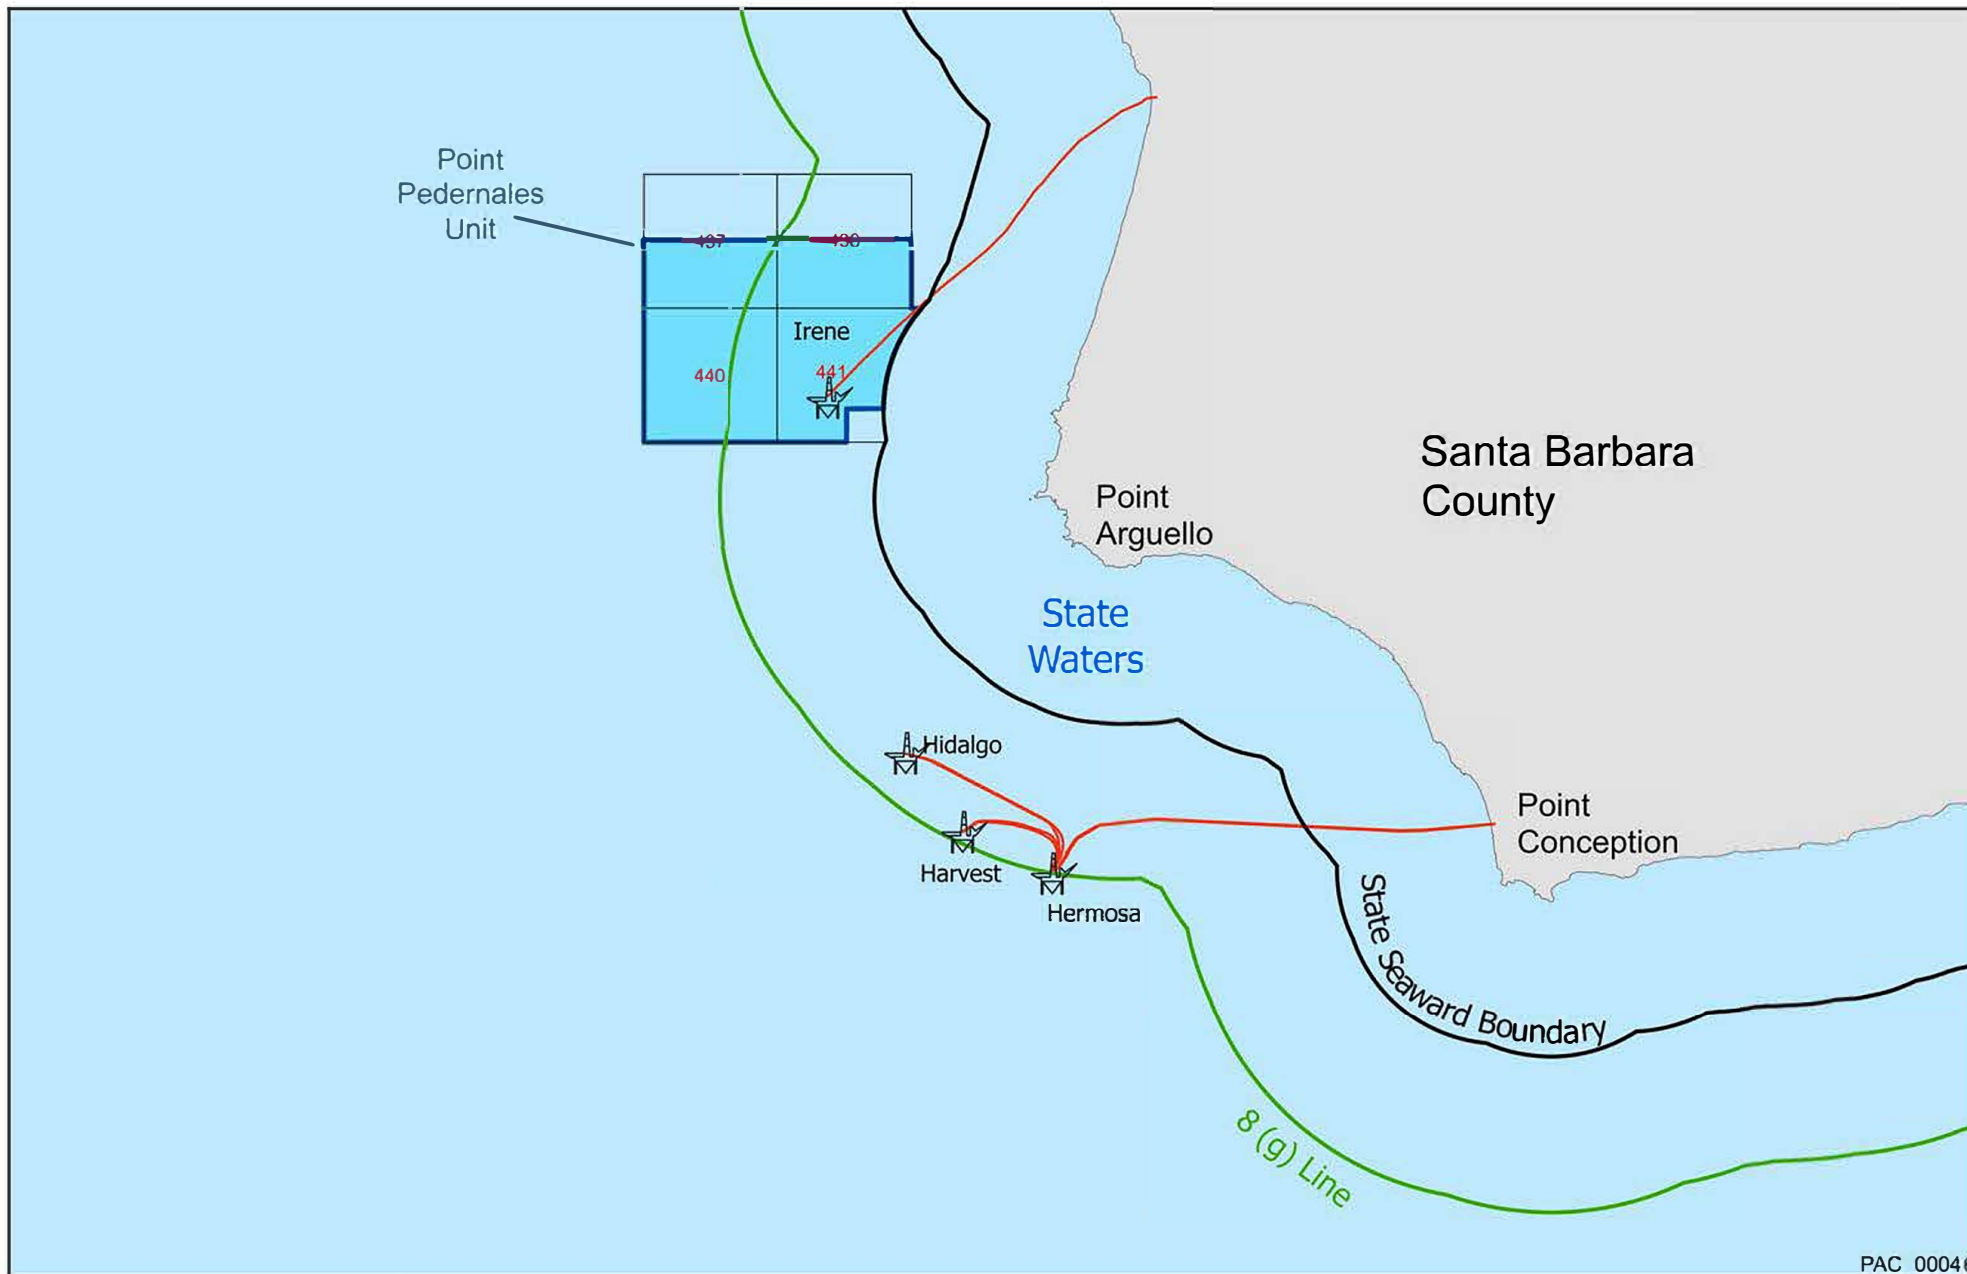 Point
Pedernales
Unit
437
Irene
440
441
Santa Barbara
County
Point
Arguello
State
Waters
Hidalgo
Harvest
Hermosa
Point
Conception
State Seaward Boundary
8 (g) Line